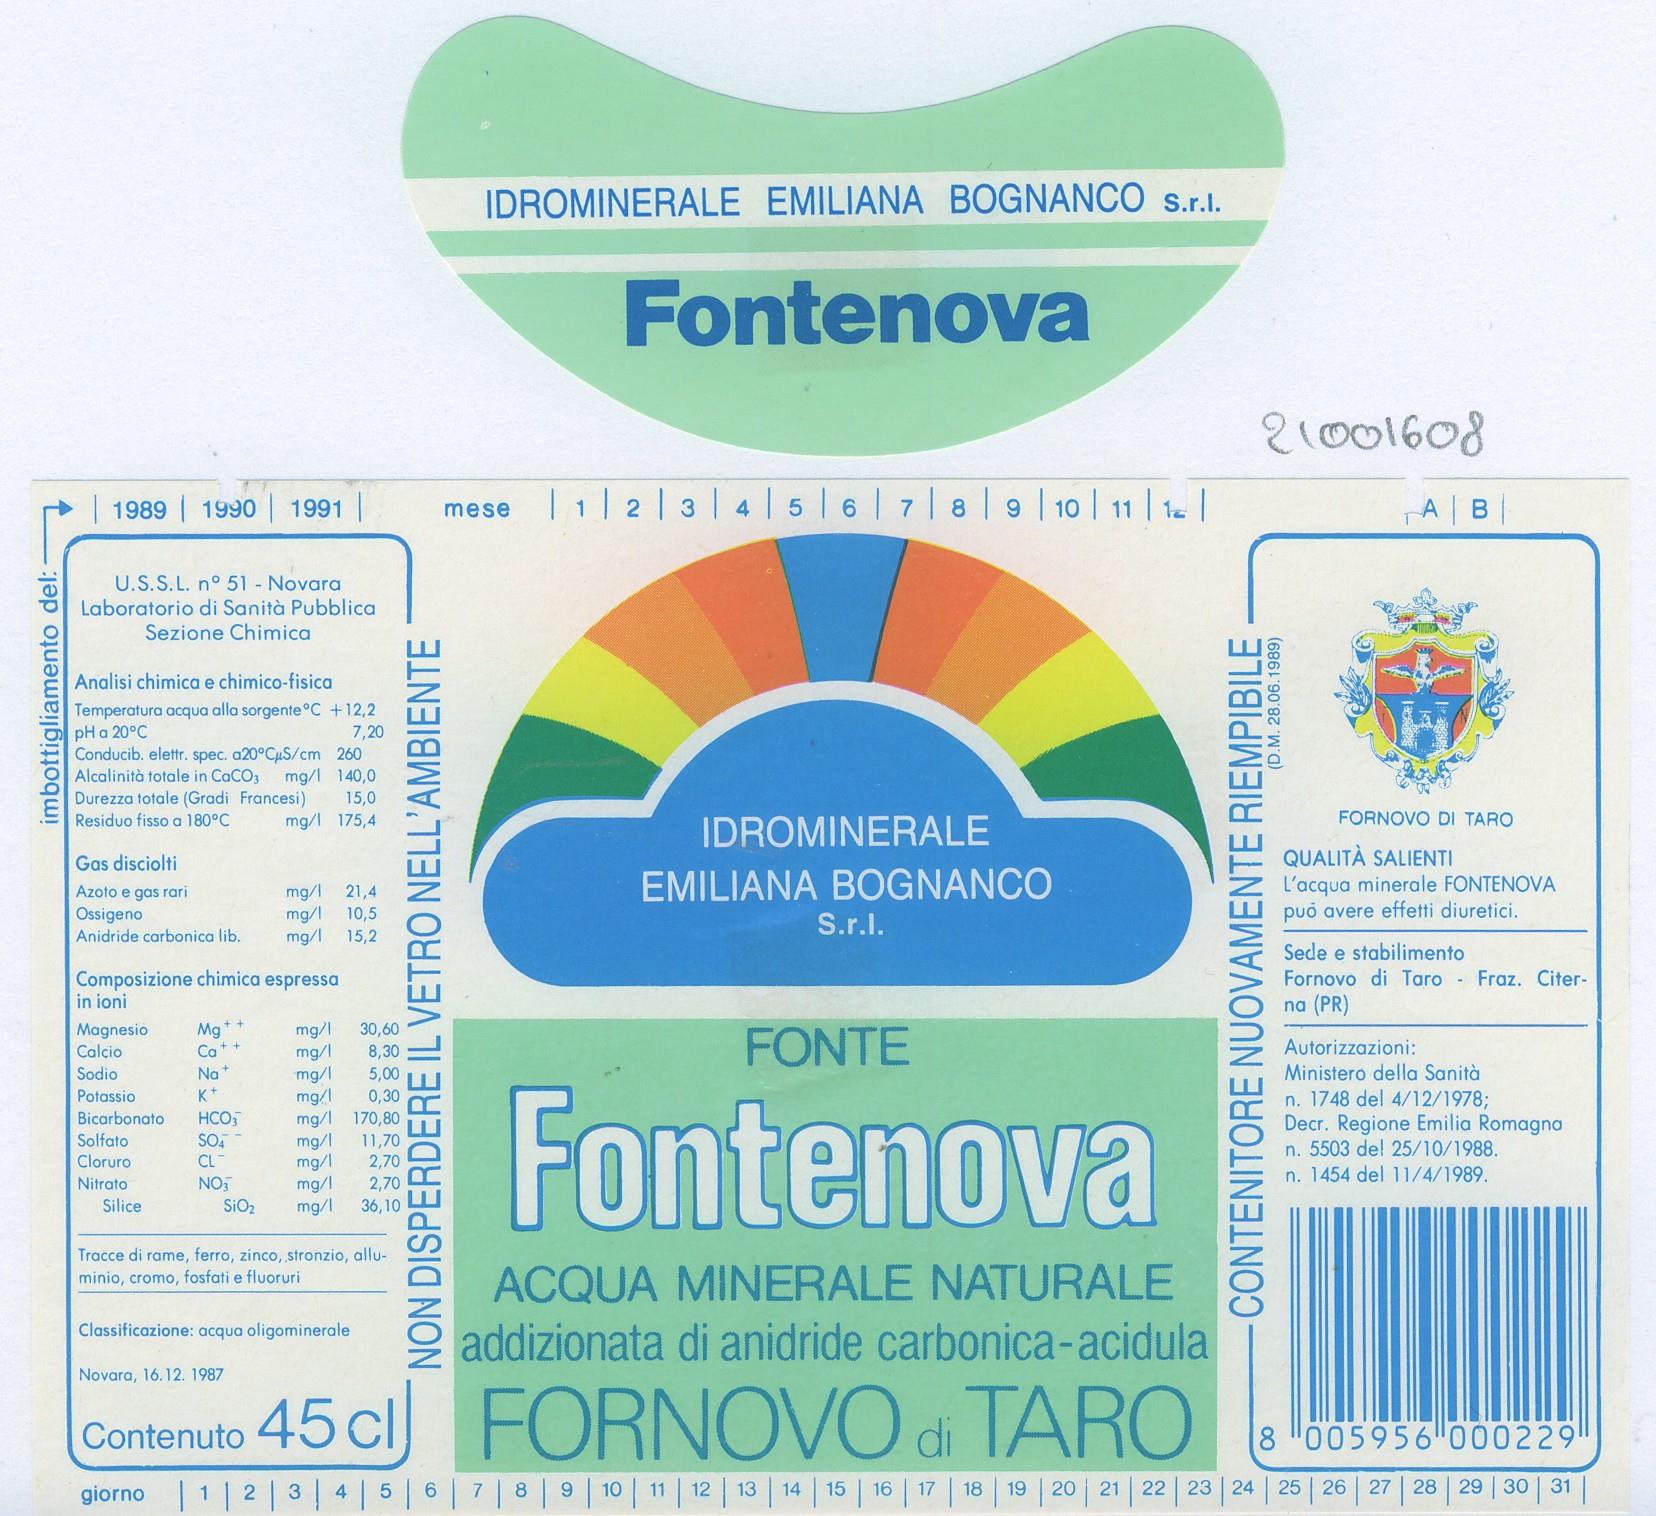 IDROMINERALE EMILIANA BOGNANCO S.r.l.
Fontenova
21001608
1989 1990 1991
mese 1 2 3 4 5 6 7 8 9 10 11 12
A B
imbottigliamento del:
U.S.S.L. n° 51 - Novara
Laboratorio di Sanità Pubblica
Sezione Chimica
Analisi chimica e chimico-fisica
Temperatura acqua alla sorgente°C +12,2
pH a 20°C 7,20
Conducib. elettr. spec. a20°CµS/cm 260
Alcalinità totale in CaCO3 mg/l 140,0
Durezza totale (Gradi Francesi) 15,0
Residuo fisso a 180°C mg/l 175,4
Gas disciolti
Azoto e gas rari mg/l 21,4
Ossigeno mg/l 10,5
Anidride carbonica lib. mg/l 15,2
Composizione chimica espressa
in ioni
Magnesio Mg++ mg/l 30,60
Calcio Ca++ mg/l 8,30
Sodio Na+ mg/l 5,00
Potassio K+ mg/l 0,30
Bicarbonato HCO3- mg/l 170,80
Solfato SO4-- mg/l 11,70
Cloruro CL- mg/l 2,70
Nitrato NO3- mg/l 2,70
Silice SiO2 mg/l 36,10
Tracce di rame, ferro, zinco, stronzio, allu-
minio, cromo, fosfati e fluoruri
Classificazione: acqua oligominerale
Novara, 16.12. 1987
Contenuto 45 cl
NON DISPERDERE IL VETRO NELL'AMBIENTE
IDROMINERALE
EMILIANA BOGNANCO
S.r.l.
FONTE
Fontenova
ACQUA MINERALE NATURALE
addizionata di anidride carbonica-acidula
FORNOVO di TARO
CONTENITORE NUOVAMENTE RIEMPIBILE
(D.M. 28.06.1989)
FORNOVO DI TARO
QUALITÀ SALIENTI
L'acqua minerale FONTENOVA
puó avere effetti diuretici.
Sede e stabilimento
Fornovo di Taro - Fraz. Citer-
na (PR)
Autorizzazioni:
Ministero della Sanità
n. 1748 del 4/12/1978;
Decr. Regione Emilia Romagna
n. 5503 del 25/10/1988.
n. 1454 del 11/4/1989.
8 005956 000229
giorno 1 2 3 4 5 6 7 8 9 10 11 12 13 14 15 16 17 18 19 20 21 22 23 24 25 26 27 28 29 30 31